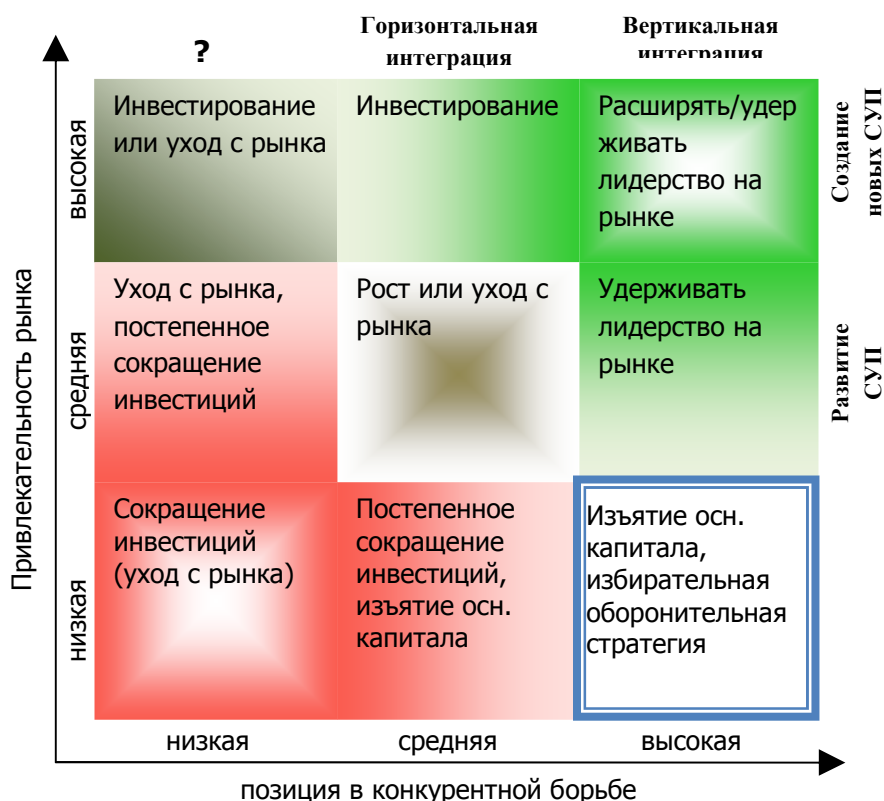 ?
Горизонтальная
интеграция
Вертикальная
интеграция
Привлекательность рынка
высокая
Инвестирование
или уход с рынка
Инвестирование
Расширять/удер
живать
лидерство на
рынке
Создание
новых СУП
средняя
Уход с рынка,
постепенное
сокращение
инвестиций
Рост или уход с
рынка
Удерживать
лидерство на
рынке
Развитие
СУП
низкая
Сокращение
инвестиций
(уход с рынка)
Постепенное
сокращение
инвестиций,
изъятие осн.
капитала
Изъятие осн.
капитала,
избирательная
оборонительная
стратегия
низкая
средняя
высокая
позиция в конкурентной борьбе